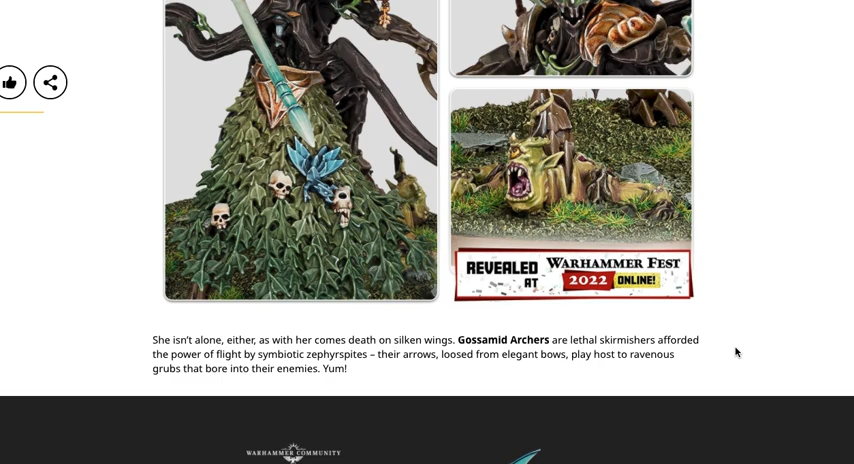 REVEALED AT
WARHAMMER FEST
2022 ONLINE!
She isn’t alone, either, as with her comes death on silken wings. Gossamid Archers are lethal skirmishers afforded
the power of flight by symbiotic zephyrspites – their arrows, loosed from elegant bows, play host to ravenous
grubs that bore into their enemies. Yum!
WARHAMMER COMMUNITY